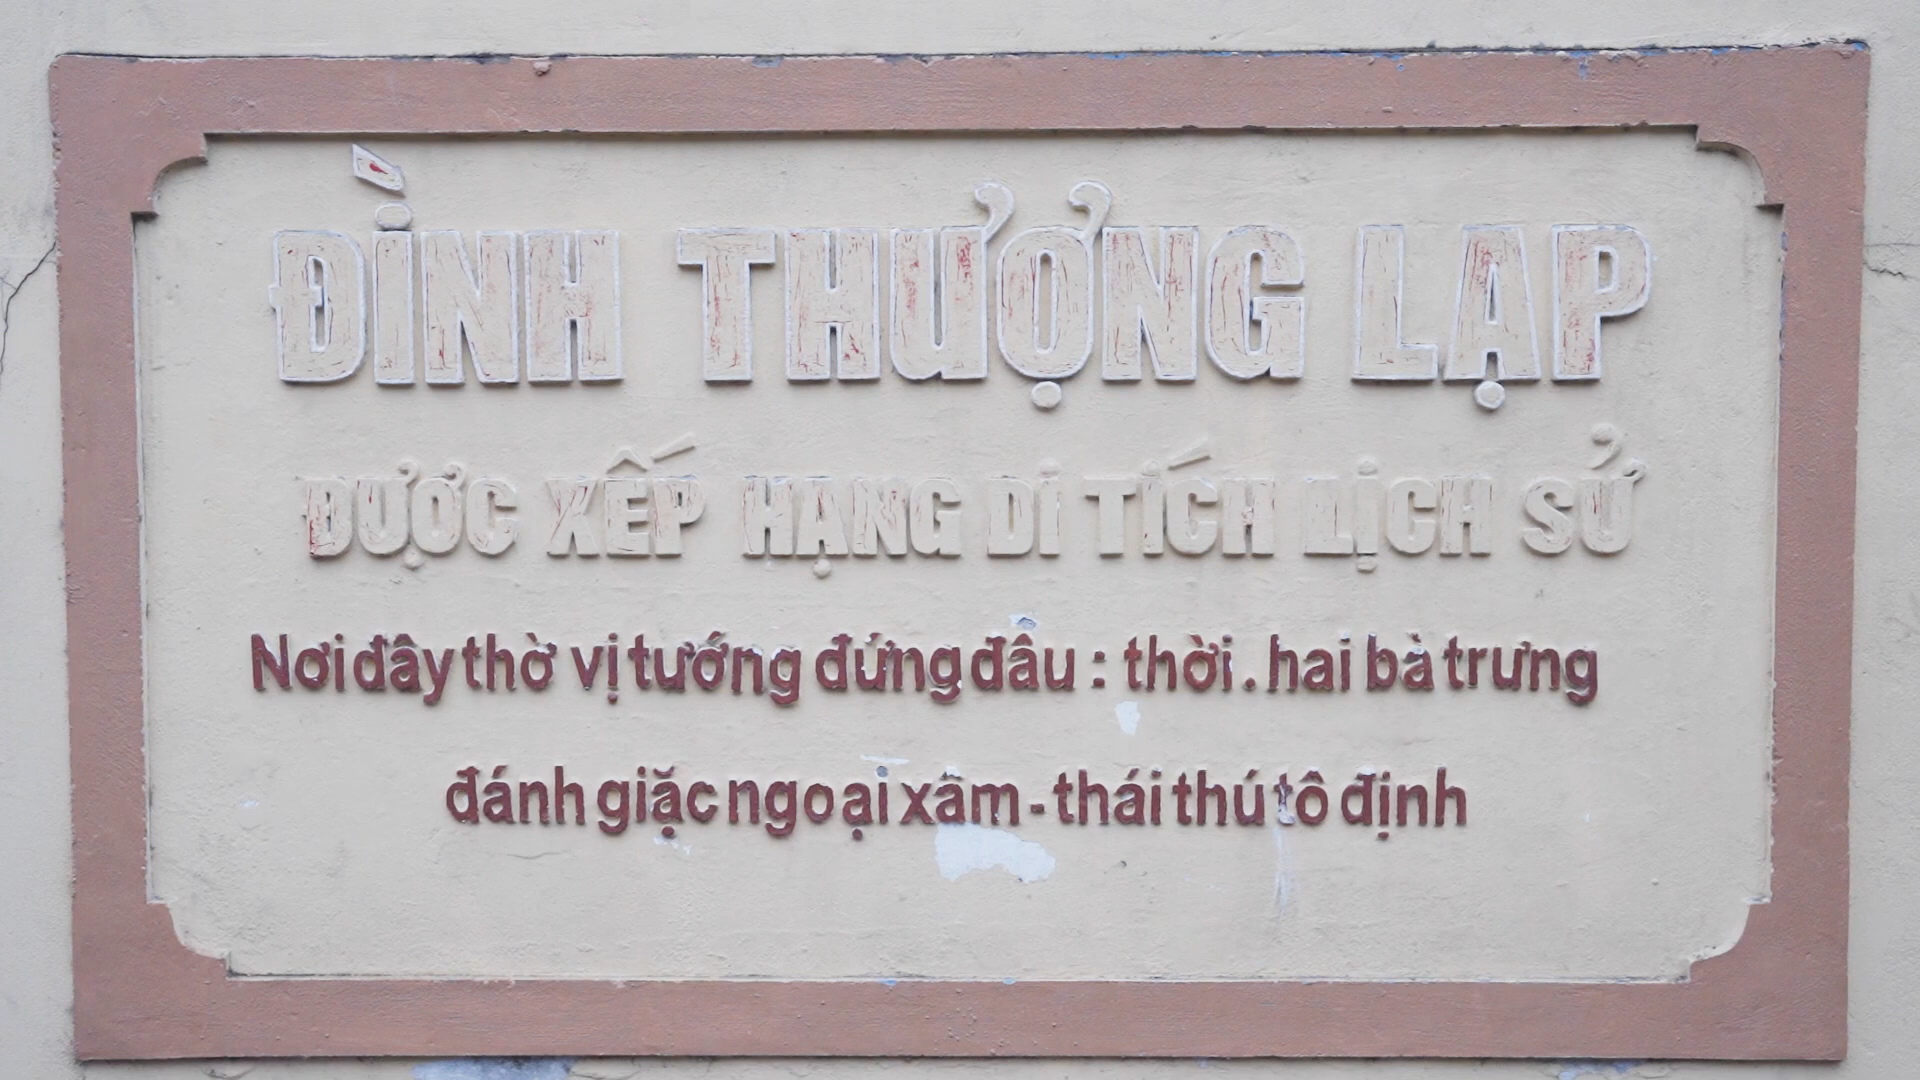 ĐÌNH THƯỢNG LẠP
ĐƯỢC XẾP HẠNG DI TÍCH LỊCH SỬ
Nơi đây thờ vị tướng đứng đâu : thời . hai bà trưng
đánh giặc ngoại xâm - thái thú tô định